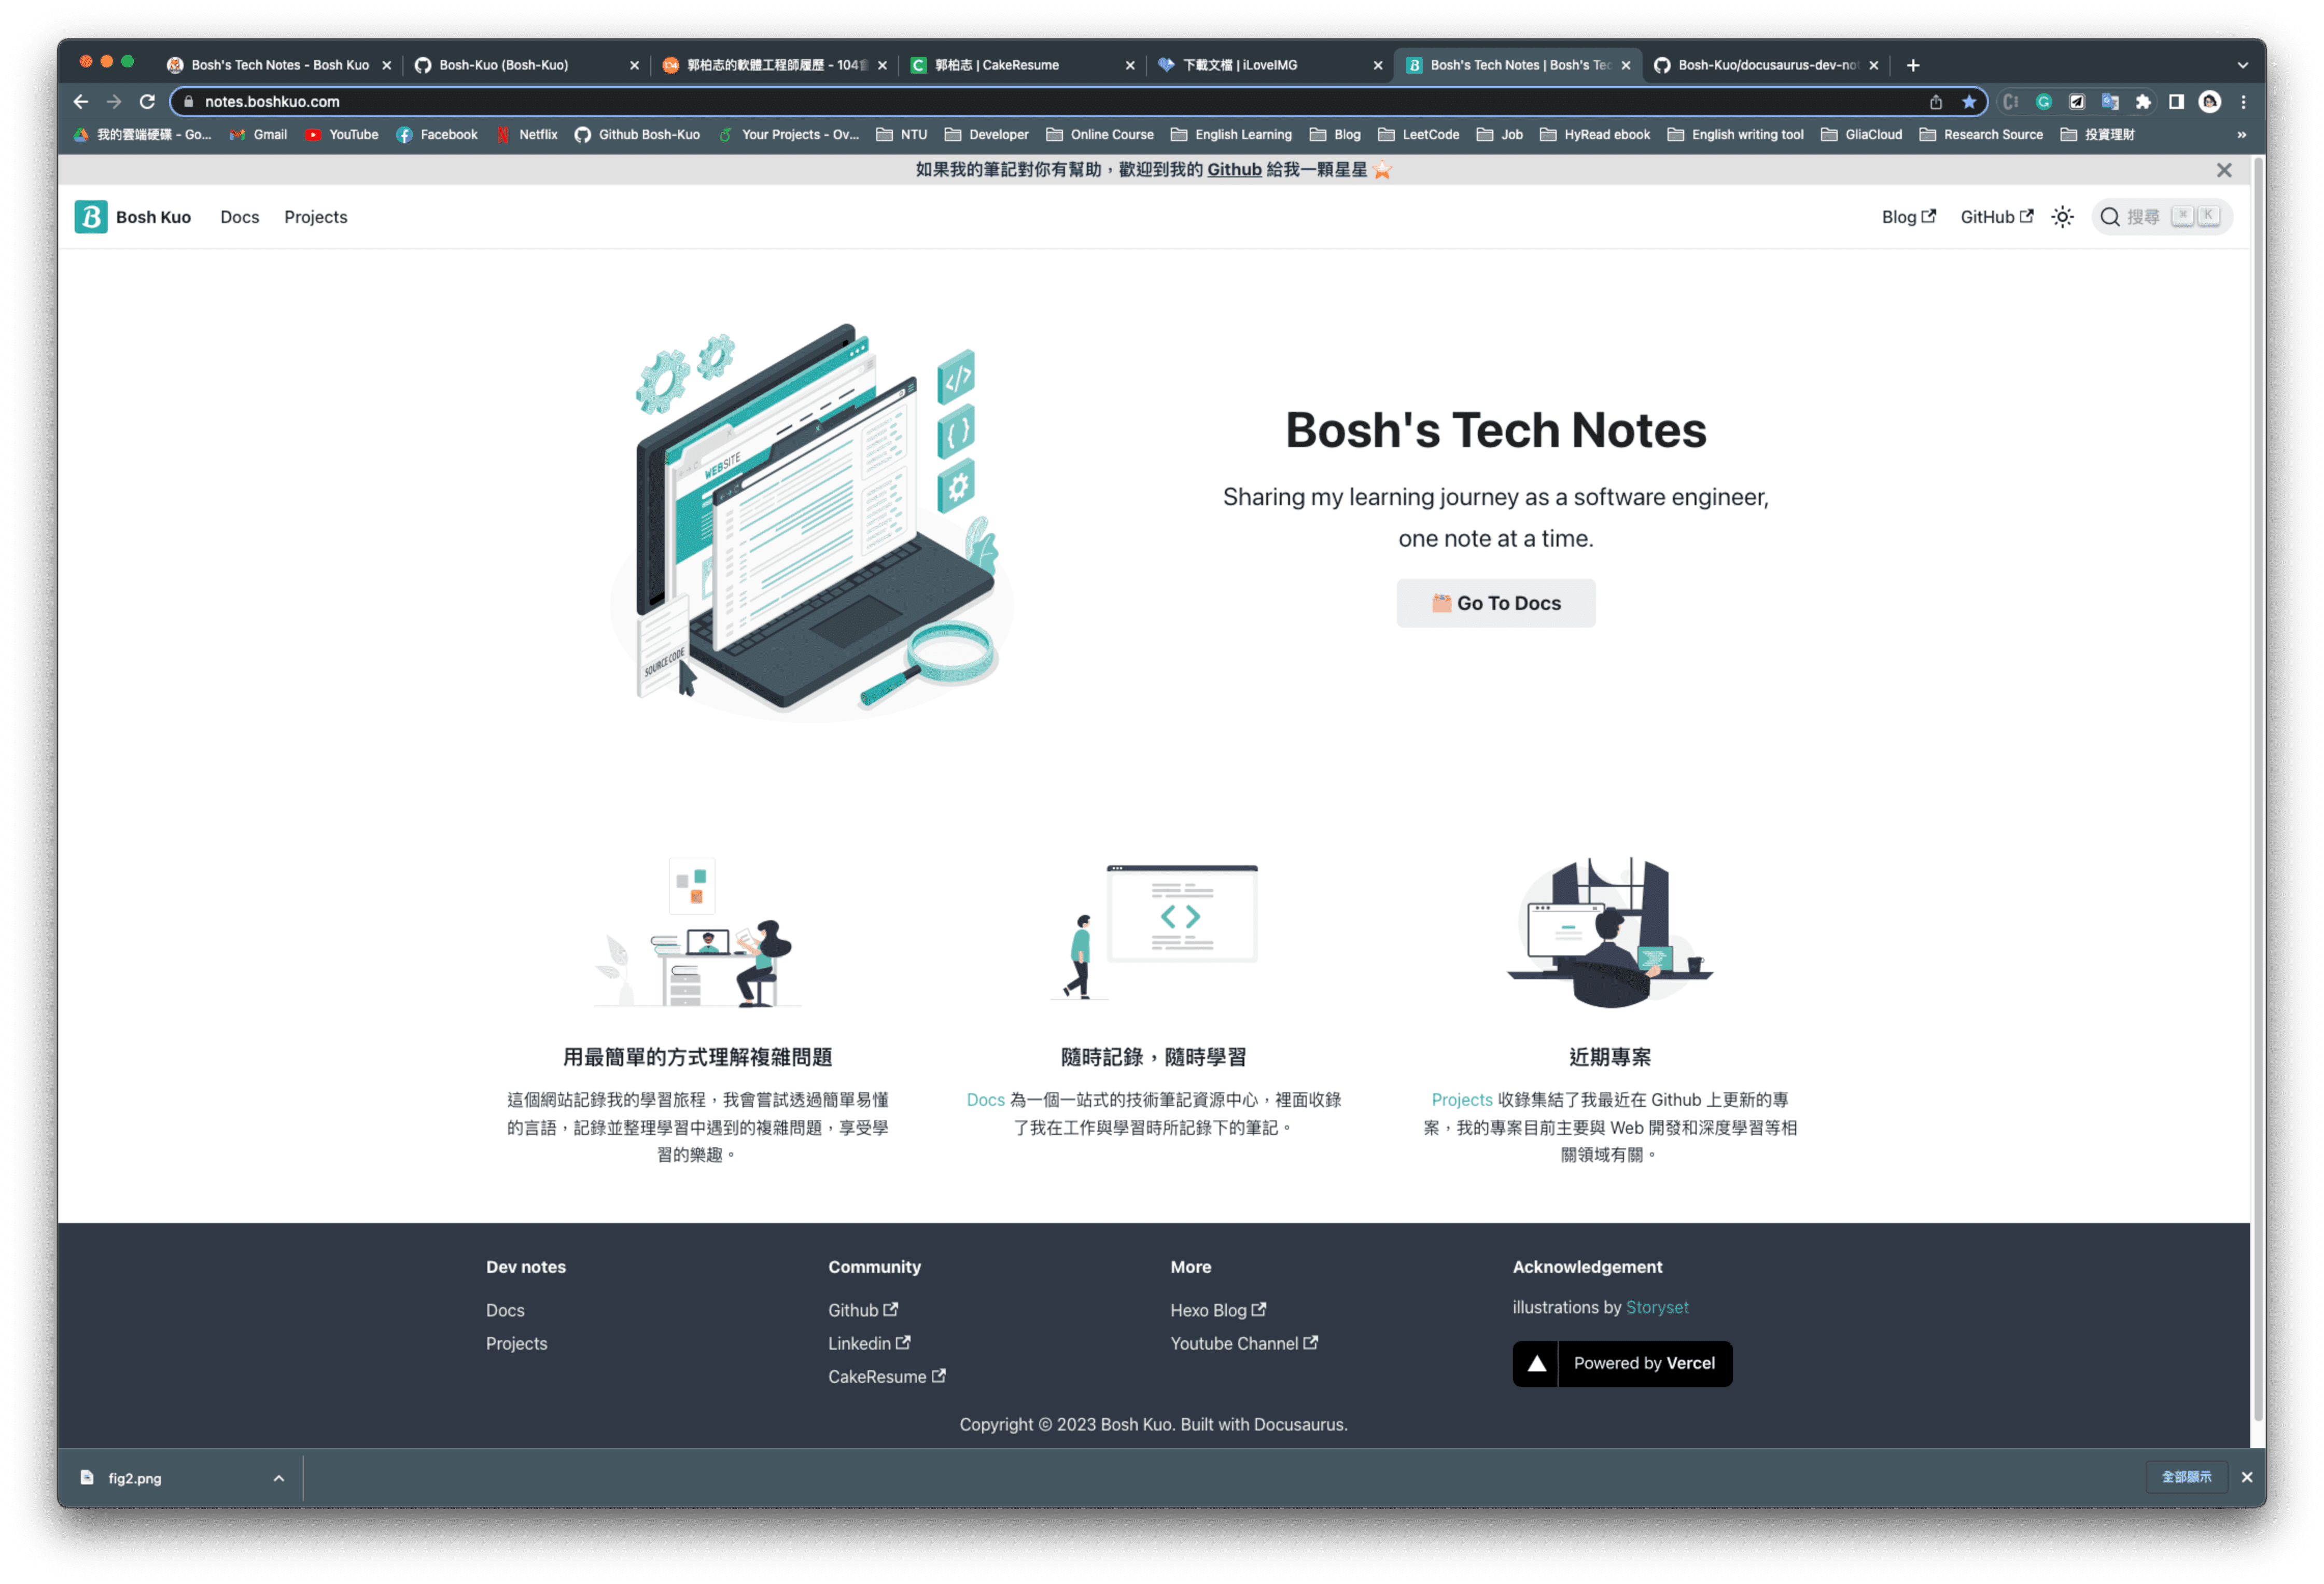 Bosh's Tech Notes - Bosh Kuo
Bosh-Kuo (Bosh-Kuo)
郭柏志的軟體工程師履歷 - 104
郭柏志 | CakeResume
下載文檔 | iLoveIMG
Bosh's Tech Notes | Bosh's Tec
Bosh-Kuo/docusaurus-dev-not
notes.boshkuo.com
我的雲端硬碟 - Go...
Gmail
YouTube
Facebook
Netflix
Github Bosh-Kuo
Your Projects - Ov...
NTU
Developer
Online Course
English Learning
Blog
LeetCode
Job
HyRead ebook
English writing tool
GliaCloud
Research Source
投資理財
»
如果我的筆記對你有幫助，歡迎到我的 Github 給我一顆星星
Bosh Kuo
Docs
Projects
Blog
GitHub
搜尋 ⌘ K
WEBSITE
SOURCE CODE
Bosh's Tech Notes
Sharing my learning journey as a software engineer,
one note at a time.
Go To Docs
用最簡單的方式理解複雜問題
這個網站記錄我的學習旅程，我會嘗試透過簡單易懂
的言語，記錄並整理學習中遇到的複雜問題，享受學
習的樂趣。
隨時記錄，隨時學習
Docs 為一個一站式的技術筆記資源中心，裡面收錄
了我在工作與學習時所記錄下的筆記。
近期專案
Projects 收錄集結了我最近在 Github 上更新的專
案，我的專案目前主要與 Web 開發和深度學習等相
關領域有關。
Dev notes
Docs
Projects
Community
Github
Linkedin
CakeResume
More
Hexo Blog
Youtube Channel
Acknowledgement
illustrations by Storyset
Powered by Vercel
Copyright © 2023 Bosh Kuo. Built with Docusaurus.
fig2.png
全部顯示